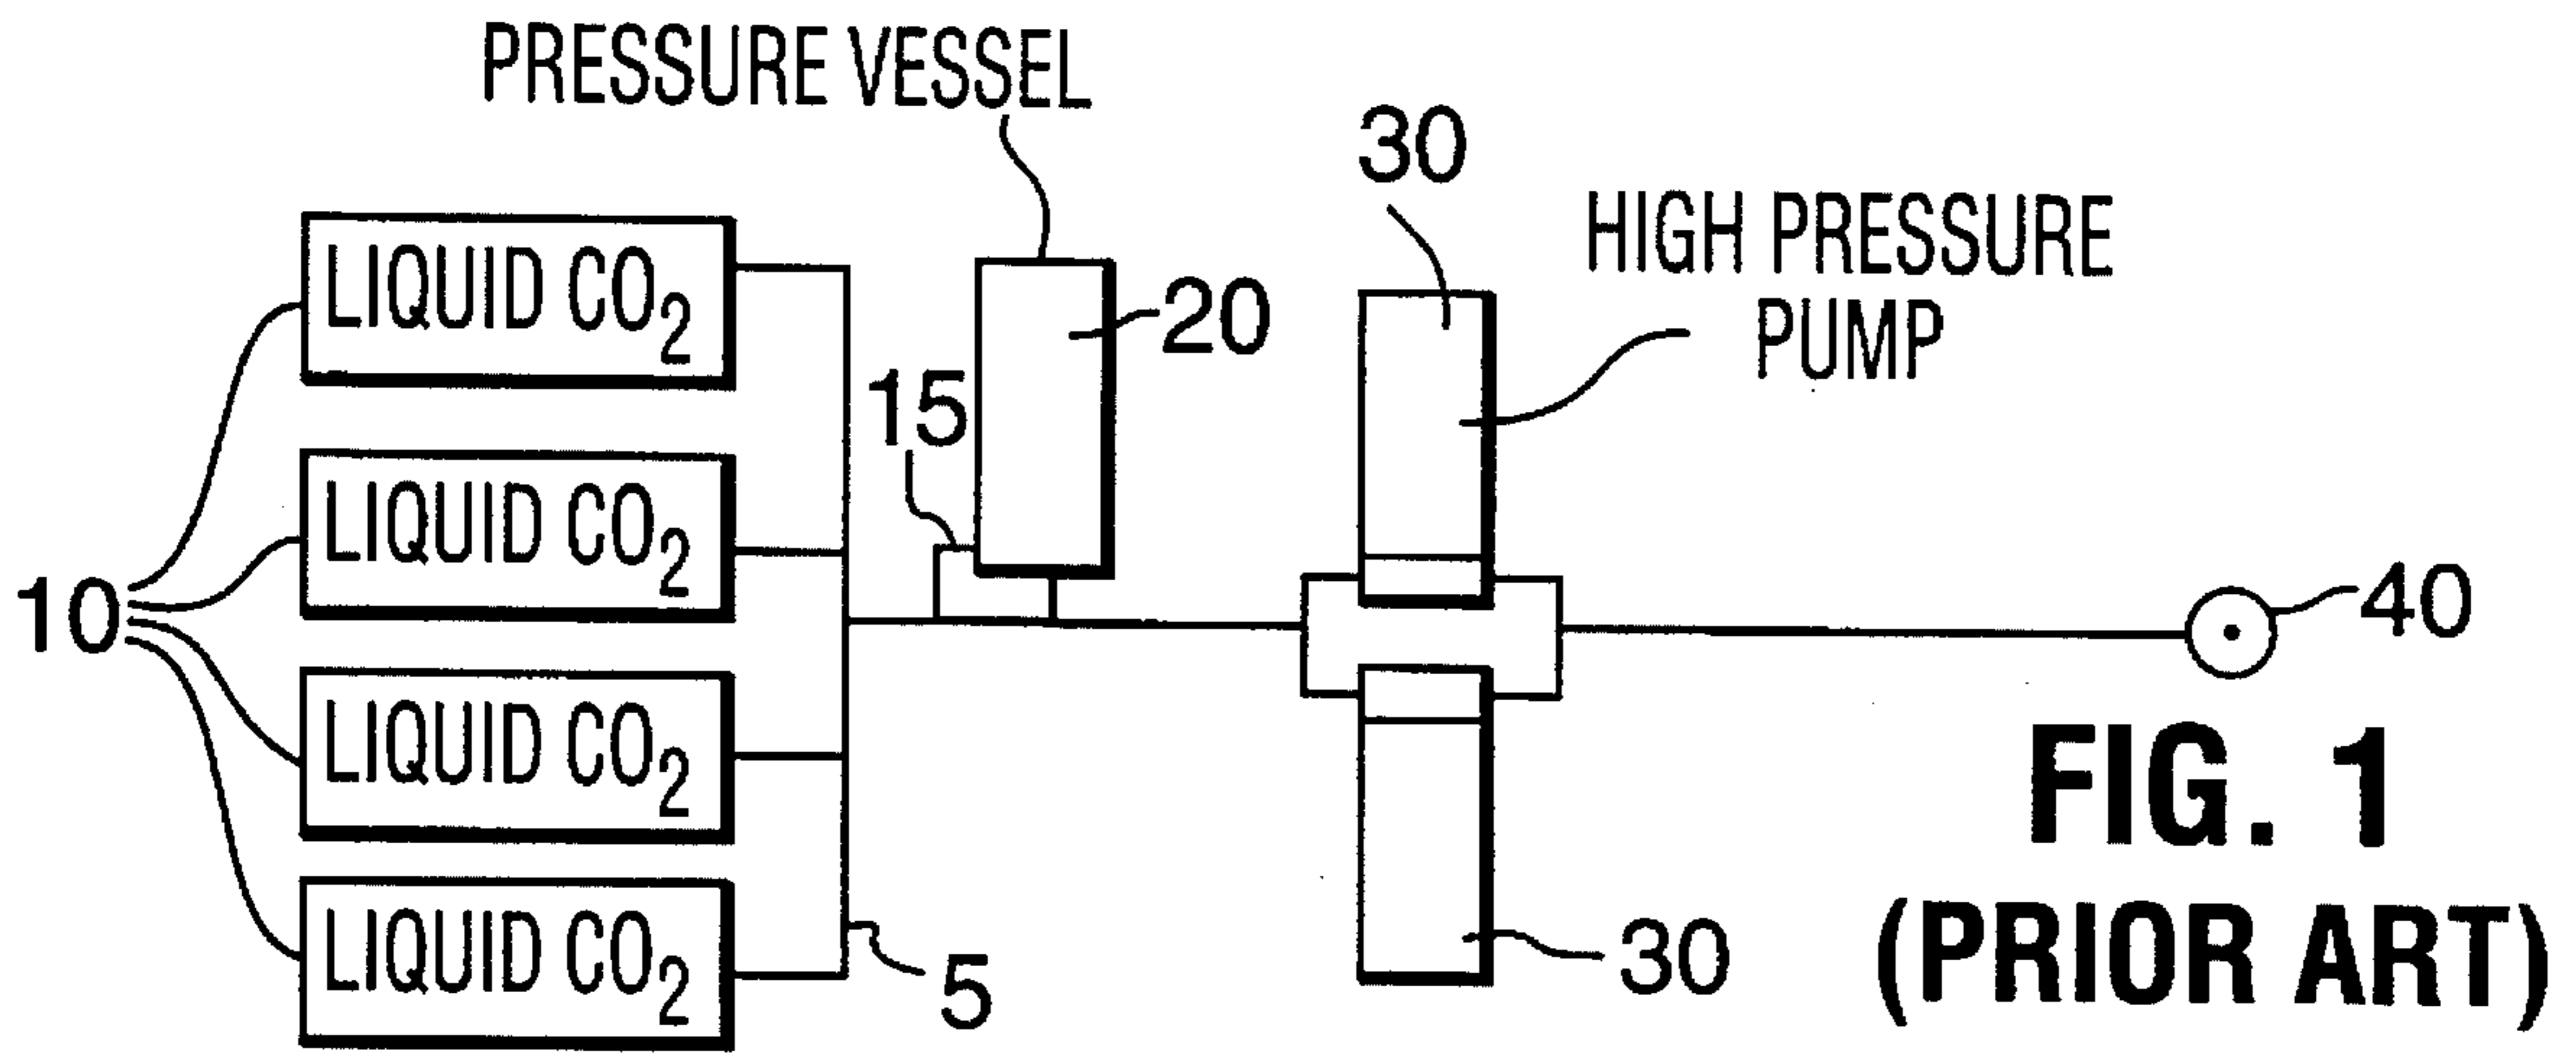 PRESSURE VESSEL
30
HIGH PRESSURE
PUMP
LIQUID CO₂
20
15
LIQUID CO₂
10
40
LIQUID CO₂
LIQUID CO₂
5
30
FIG. 1
(PRIOR ART)